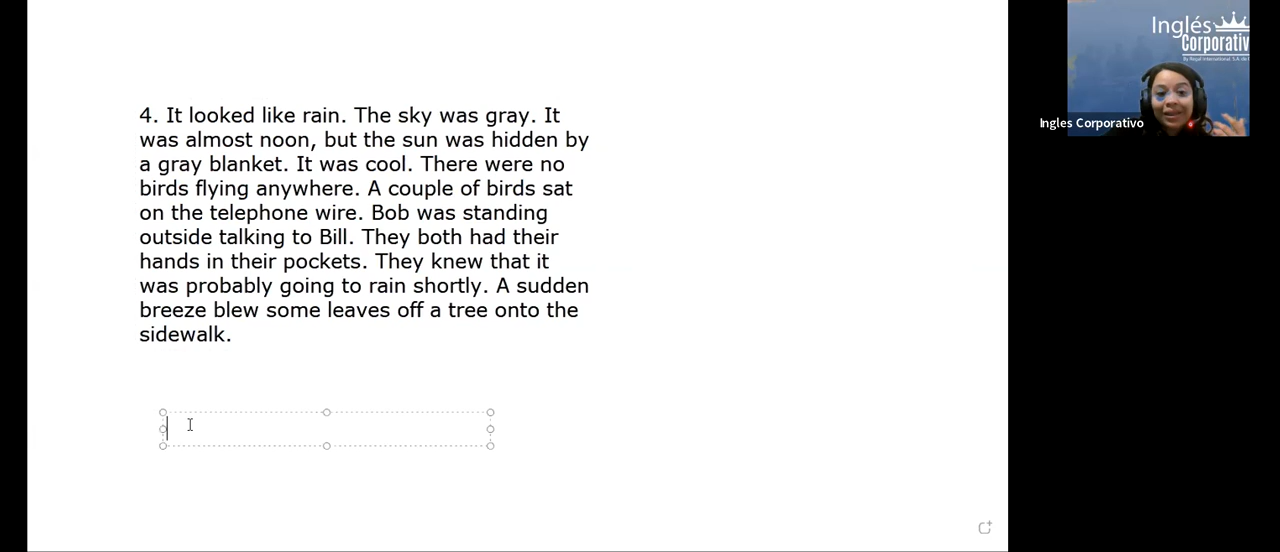 4. It looked like rain. The sky was gray. It
was almost noon, but the sun was hidden by
a gray blanket. It was cool. There were no
birds flying anywhere. A couple of birds sat
on the telephone wire. Bob was standing
outside talking to Bill. They both had their
hands in their pockets. They knew that it
was probably going to rain shortly. A sudden
breeze blew some leaves off a tree onto the
sidewalk.
Inglés
Corporativ
Ingles Corporativo